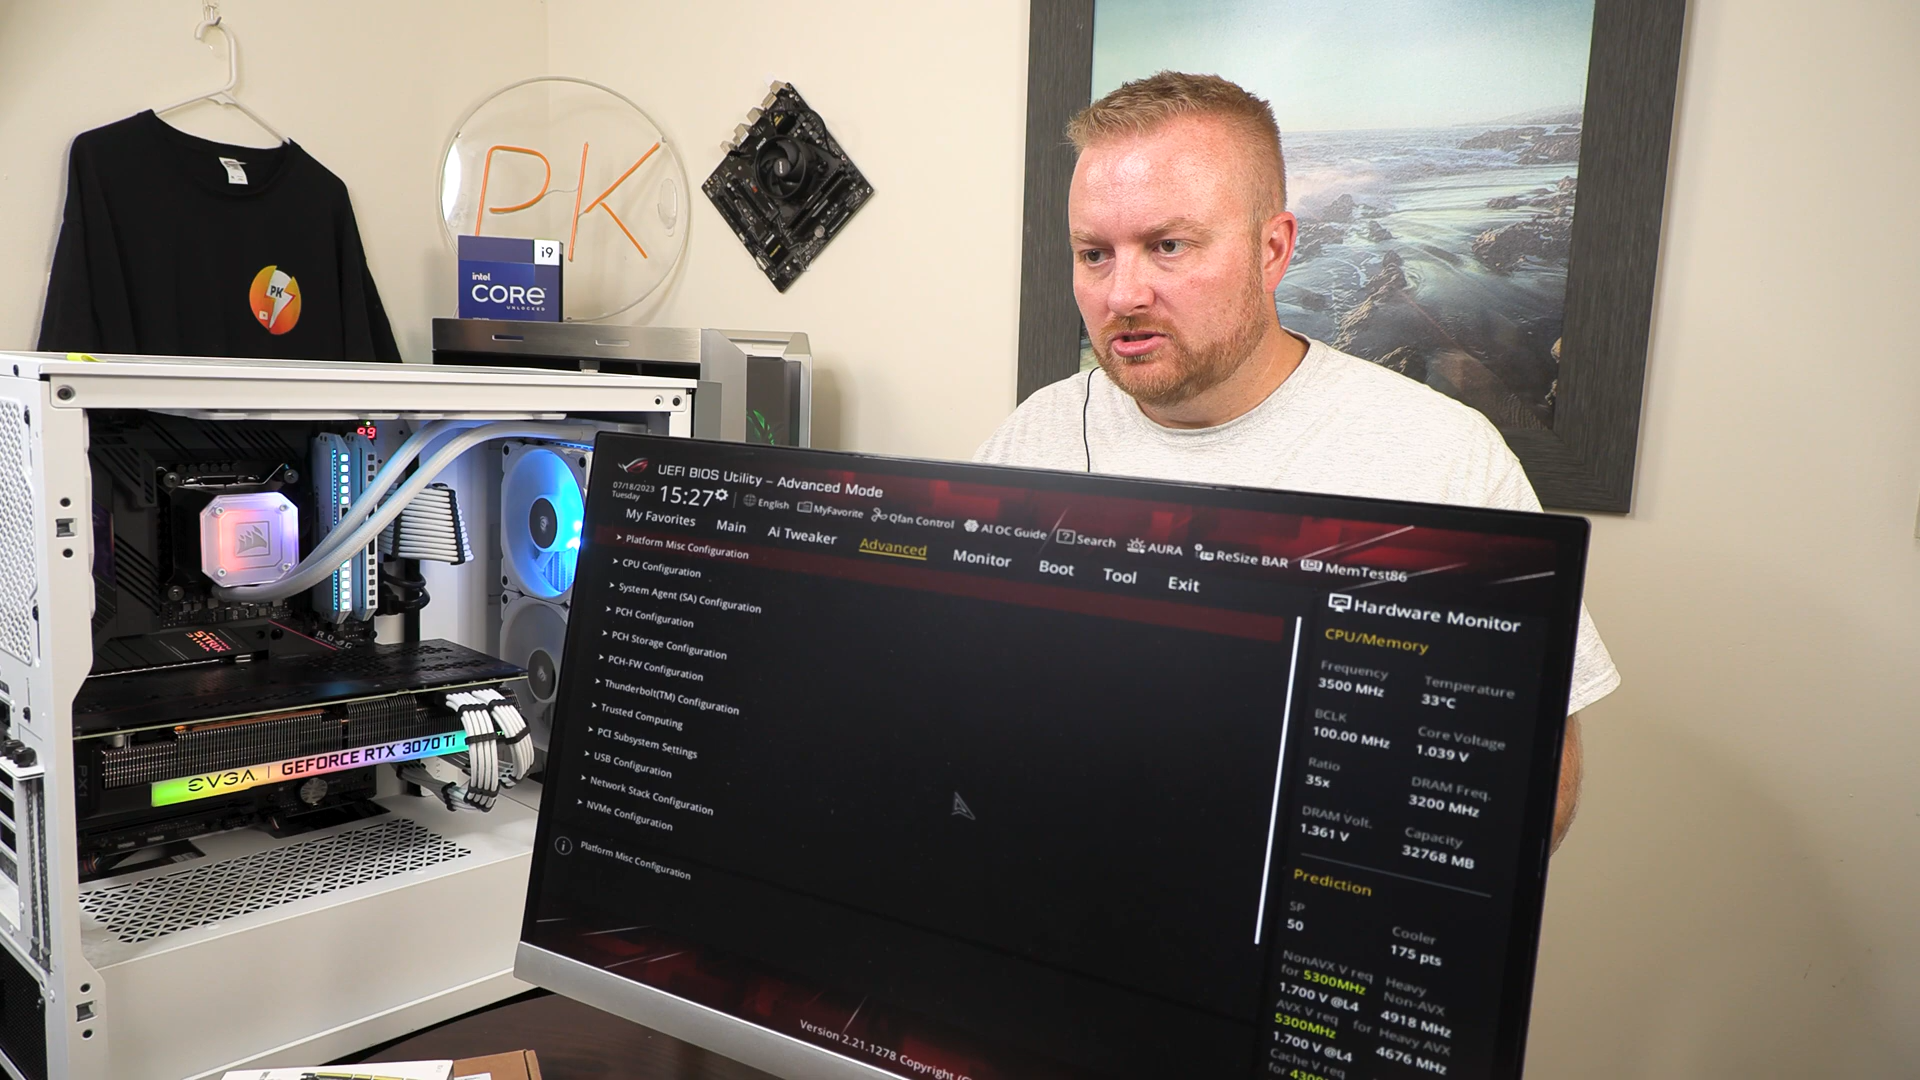 PK
i9
intel
CORE
UNLOCKED
PK
99
STRIX
EVGA | GEFORCE RTX 3070 Ti
UEFI BIOS Utility – Advanced Mode
07/18/2023
Tuesday
15:27
English
MyFavorite
Qfan Control
AI OC Guide
Search
AURA
ReSize BAR
MemTest86
My Favorites
Main
Ai Tweaker
Advanced
Monitor
Boot
Tool
Exit
Platform Misc Configuration
CPU Configuration
System Agent (SA) Configuration
PCH Configuration
PCH Storage Configuration
PCH-FW Configuration
Thunderbolt(TM) Configuration
Trusted Computing
PCI Subsystem Settings
USB Configuration
Network Stack Configuration
NVMe Configuration
Platform Misc Configuration
Version 2.21.1278 Copyright (C
Hardware Monitor
CPU/Memory
Frequency
3500 MHz
Temperature
33°C
BCLK
100.00 MHz
Core Voltage
1.039 V
Ratio
35x
DRAM Freq.
3200 MHz
DRAM Volt.
1.361 V
Capacity
32768 MB
Prediction
SP
50
Cooler
175 pts
NonAVX V req
for 5300MHz
1.700 V @L4
Heavy
Non-AVX
4918 MHz
AVX V req for
5300MHz
1.700 V @L4
Heavy AVX
4676 MHz
Cache V req